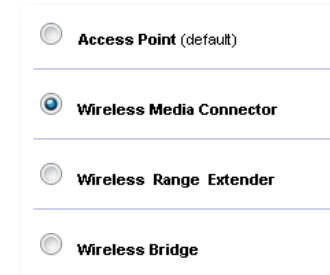 Access Point (default)
Wireless Media Connector
Wireless Range Extender
Wireless Bridge